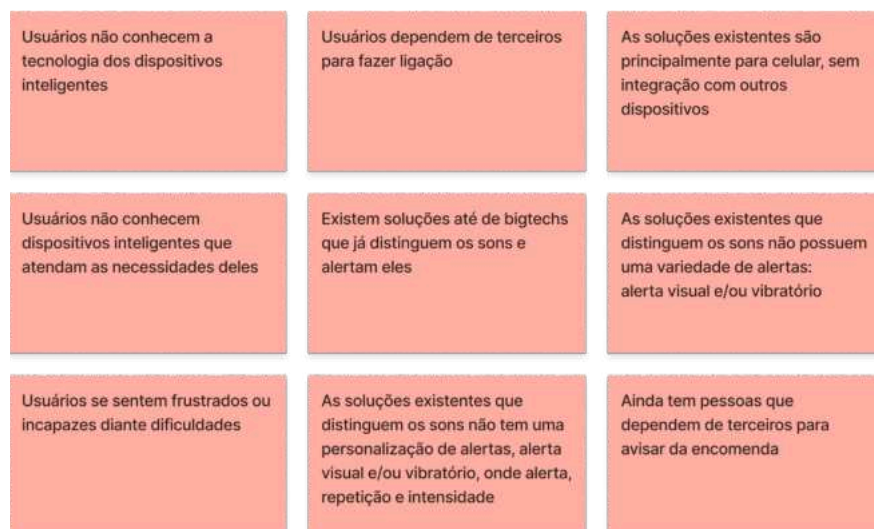 Usuários não conhecem a
tecnologia dos dispositivos
inteligentes
Usuários dependem de terceiros
para fazer ligação
As soluções existentes são
principalmente para celular, sem
integração com outros
dispositivos
Usuários não conhecem
dispositivos inteligentes que
atendam as necessidades deles
Existem soluções até de bigtechs
que já distinguem os sons e
alertam eles
As soluções existentes que
distinguem os sons não possuem
uma variedade de alertas:
alerta visual e/ou vibratório
Usuários se sentem frustrados ou
incapazes diante dificuldades
As soluções existentes que
distinguem os sons não tem uma
personalização de alertas, alerta
visual e/ou vibratório, onde alerta,
repetição e intensidade
Ainda tem pessoas que
dependem de terceiros para
avisar da encomenda